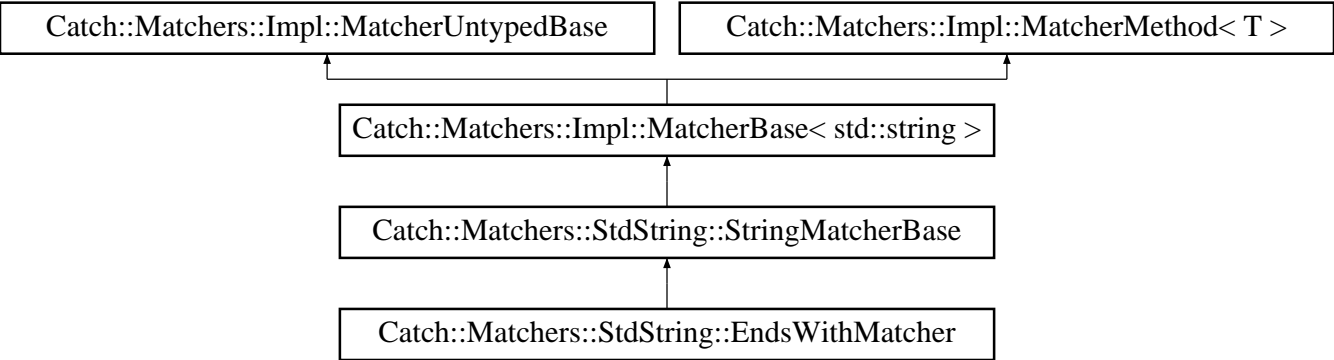 Catch::Matchers::Impl::MatcherUntypedBase
Catch::Matchers::Impl::MatcherMethod< T >
Catch::Matchers::Impl::MatcherBase< std::string >
Catch::Matchers::StdString::StringMatcherBase
Catch::Matchers::StdString::EndsWithMatcher